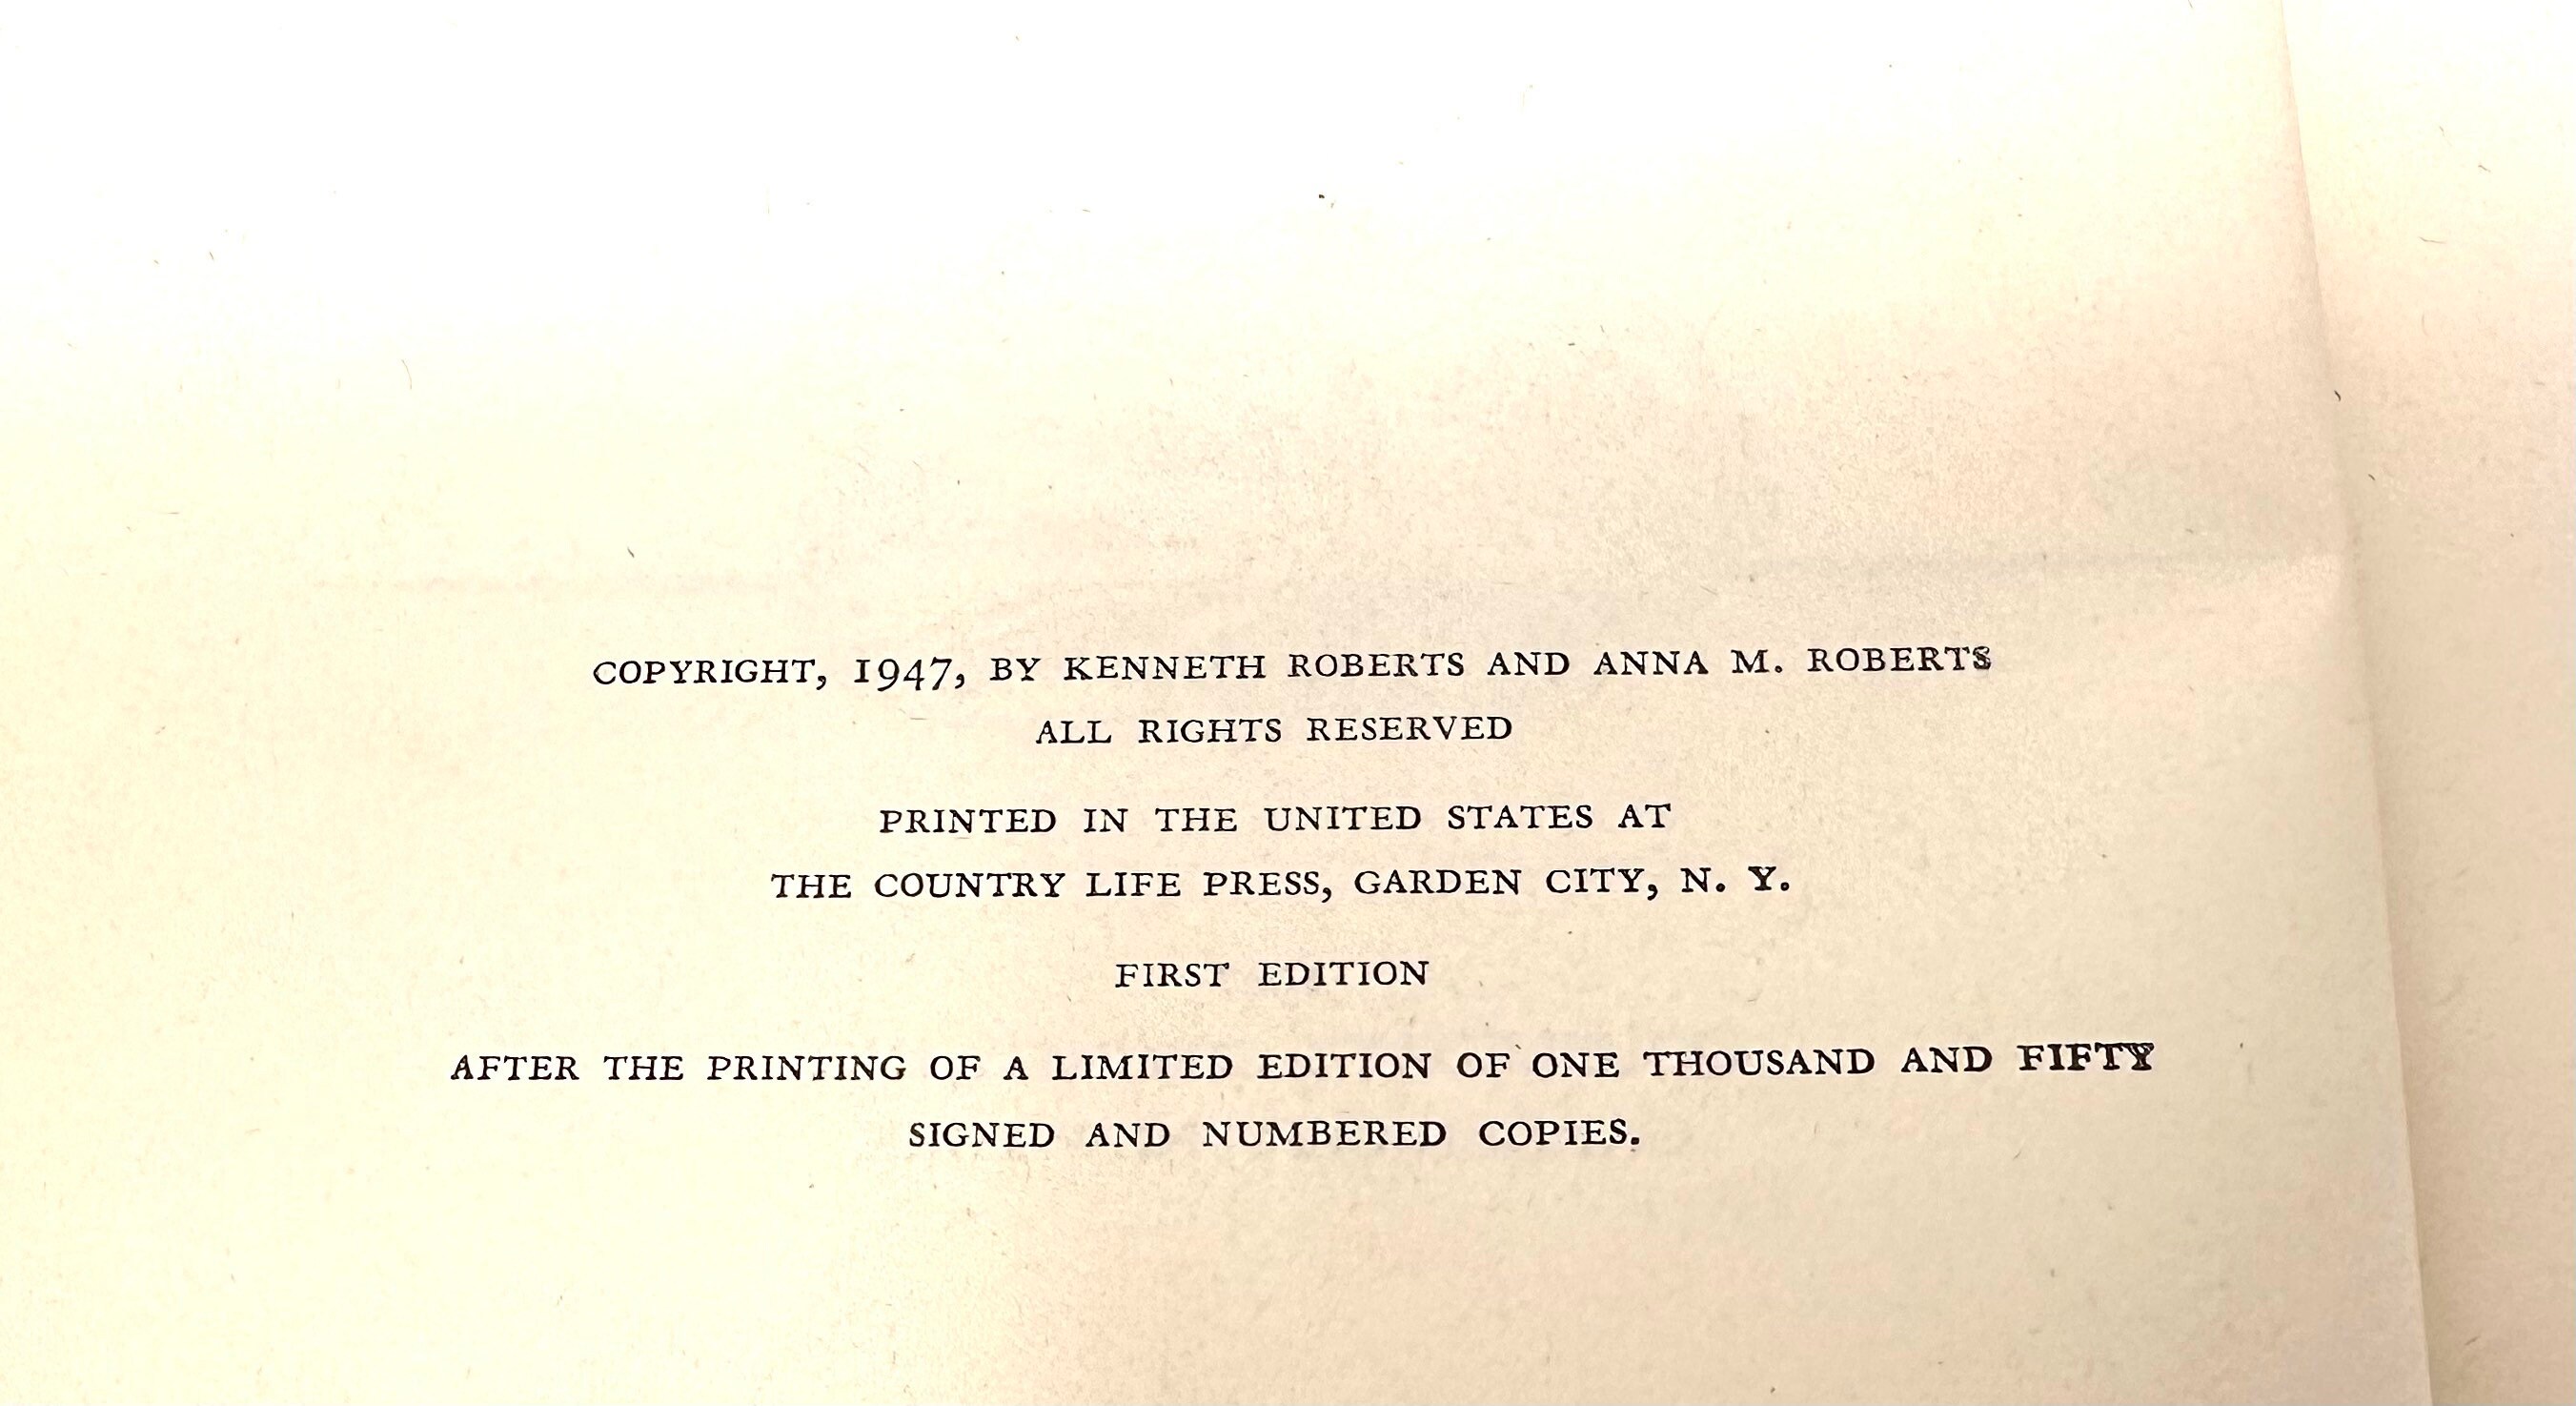 COPYRIGHT, 1947, BY KENNETH ROBERTS AND ANNA M. ROBERTS
ALL RIGHTS RESERVED
PRINTED IN THE UNITED STATES AT
THE COUNTRY LIFE PRESS, GARDEN CITY, N. Y.
FIRST EDITION
AFTER THE PRINTING OF A LIMITED EDITION OF ONE THOUSAND AND FIFTY
SIGNED AND NUMBERED COPIES.